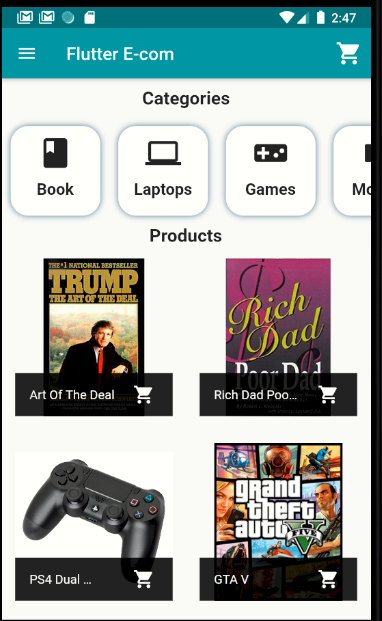 2:47
Flutter E-com
Categories
Book
Laptops
Games
Mo
Products
THE #1 NATIONAL BESTSELLER
TRUMP
THE ART OF THE DEAL
Art Of The Deal
Rich
Dad
Poor Dad
Rich Dad Poo...
PS4 Dual ...
grand
theft
auto
V
FIVE
GTA V